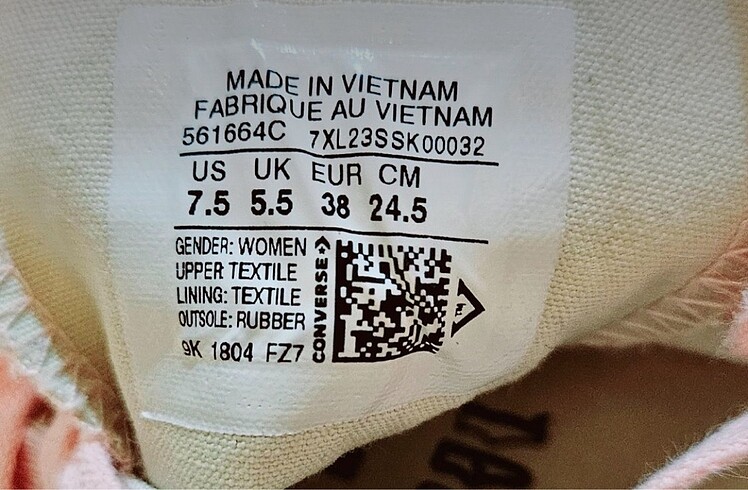 MADE IN VIETNAM
FABRIQUE AU VIETNAM
561664C 7XL23SSK00032
US UK EUR CM
7.5 5.5 38 24.5
GENDER: WOMEN
UPPER TEXTILE
LINING: TEXTILE
OUTSOLE: RUBBER
9K 1804 FZ7
CONVERSE